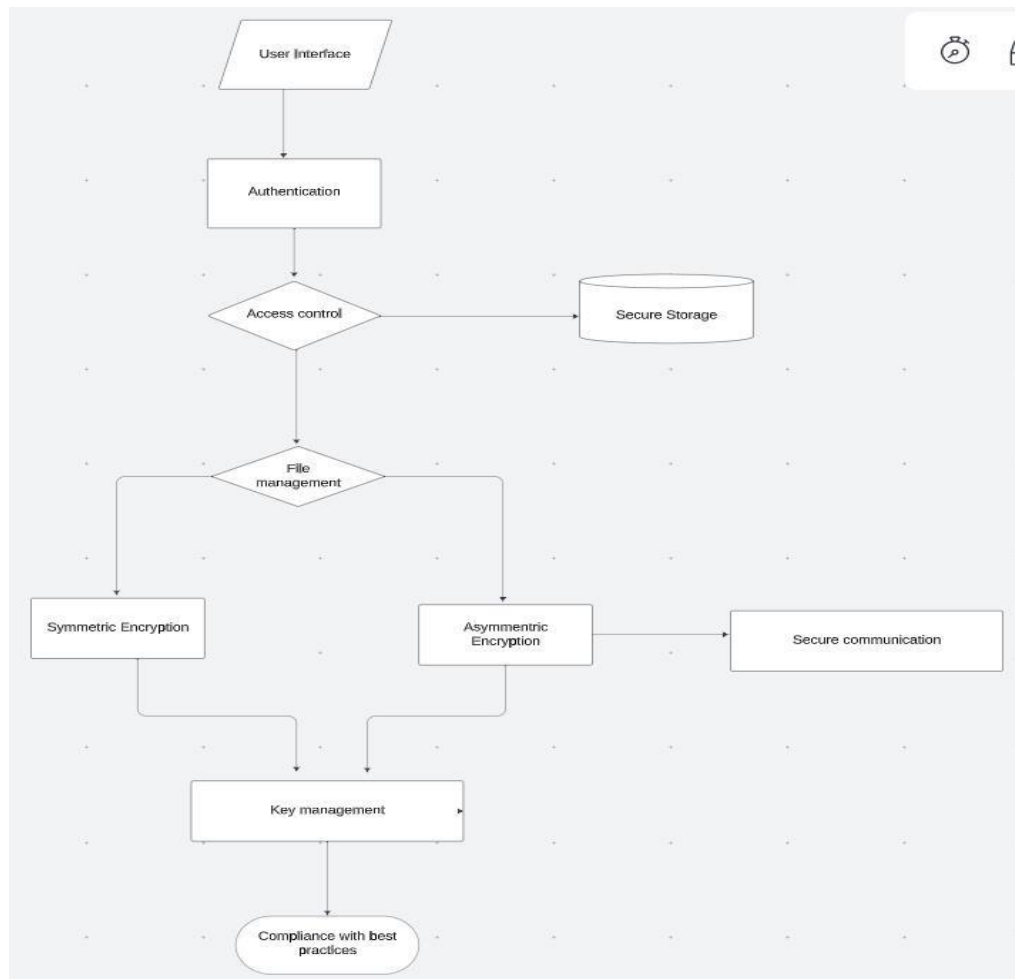 User Interface
Authentication
Access control
Secure Storage
File
management
Symmetric Encryption
Asymmentric
Encryption
Secure communication
Key management
Compliance with best
practices